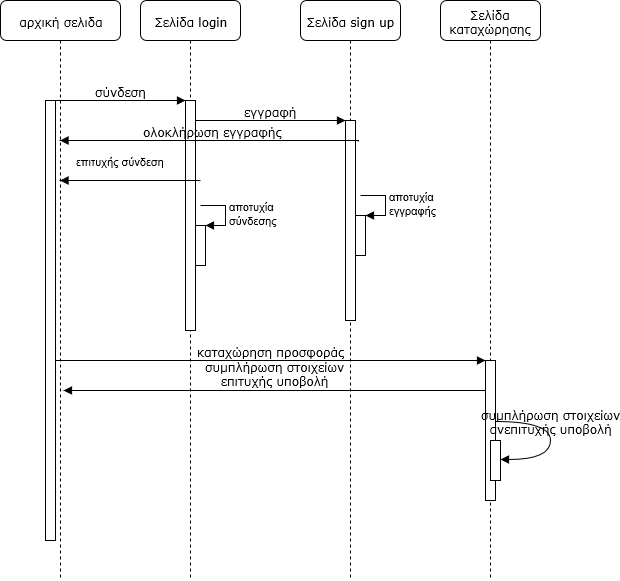 αρχική σελιδα
Σελίδα login
Σελίδα sign up
Σελίδα
καταχώρησης
σύνδεση
εγγραφή
ολοκλήρωση εγγραφής
επιτυχής σύνδεση
αποτυχία
σύνδεσης
αποτυχία
εγγραφής
καταχώρηση προσφοράς
συμπλήρωση στοιχείων
επιτυχής υποβολή
συμπλήρωση στοιχείων
ανεπιτυχής υποβολή